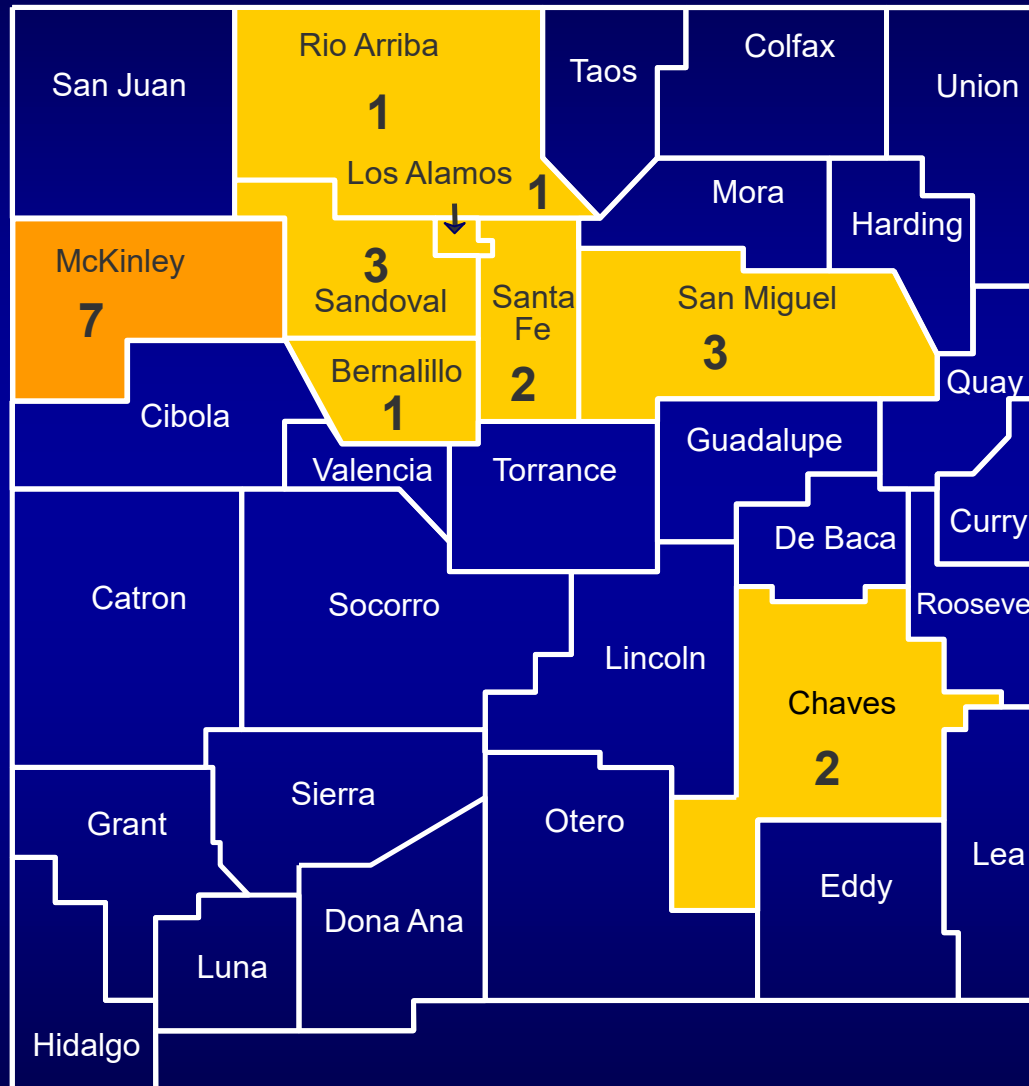 Rio Arriba
Colfax
Taos
San Juan
Union
1
Los Alamos
1
Mora
Harding
McKinley
3
7
Sandoval
Santa
Fe
San Miguel
3
Bernalillo
2
1
Quay
Cibola
Guadalupe
Valencia
Torrance
Curry
De Baca
Catron
Socorro
Rooseve
Lincoln
Chaves
2
Sierra
Grant
Otero
Lea
Eddy
Dona Ana
Luna
Hidalgo